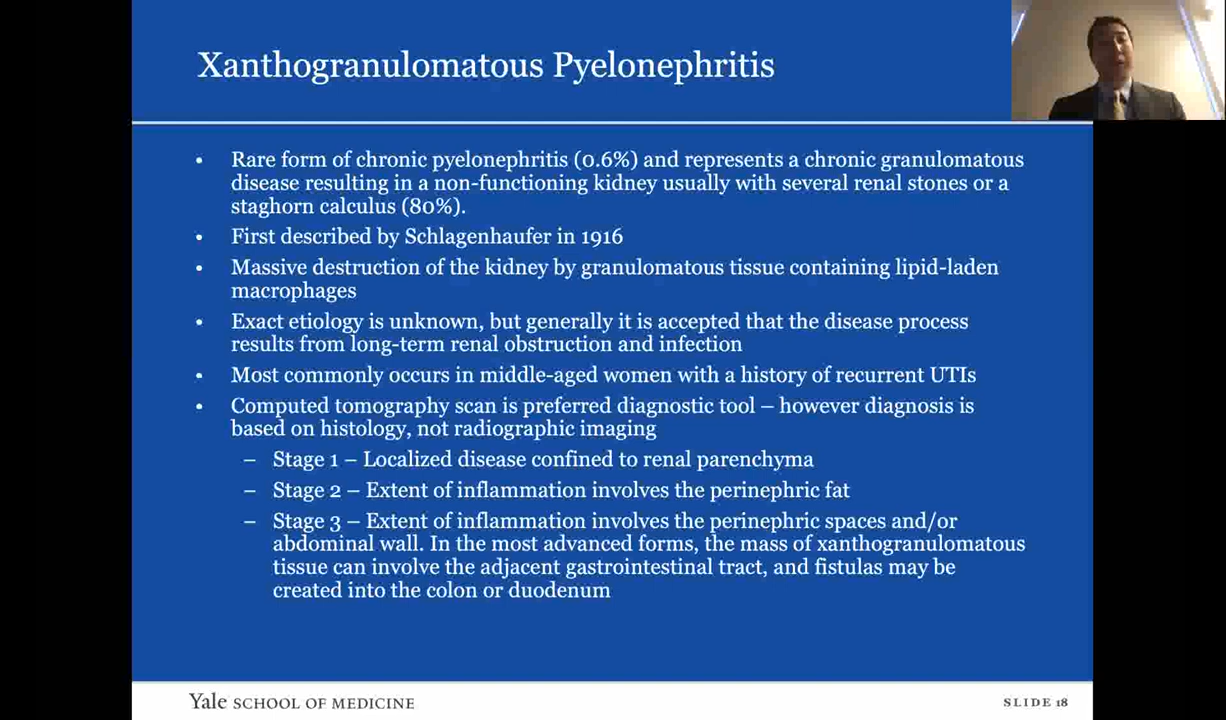 Xanthogranulomatous Pyelonephritis
• Rare form of chronic pyelonephritis (0.6%) and represents a chronic granulomatous
disease resulting in a non-functioning kidney usually with several renal stones or a
staghorn calculus (80%).
• First described by Schlagenhaufer in 1916
• Massive destruction of the kidney by granulomatous tissue containing lipid-laden
macrophages
• Exact etiology is unknown, but generally it is accepted that the disease process
results from long-term renal obstruction and infection
• Most commonly occurs in middle-aged women with a history of recurrent UTIs
• Computed tomography scan is preferred diagnostic tool – however diagnosis is
based on histology, not radiographic imaging
– Stage 1 – Localized disease confined to renal parenchyma
– Stage 2 – Extent of inflammation involves the perinephric fat
– Stage 3 – Extent of inflammation involves the perinephric spaces and/or
abdominal wall. In the most advanced forms, the mass of xanthogranulomatous
tissue can involve the adjacent gastrointestinal tract, and fistulas may be
created into the colon or duodenum
Yale SCHOOL OF MEDICINE
SLIDE 18